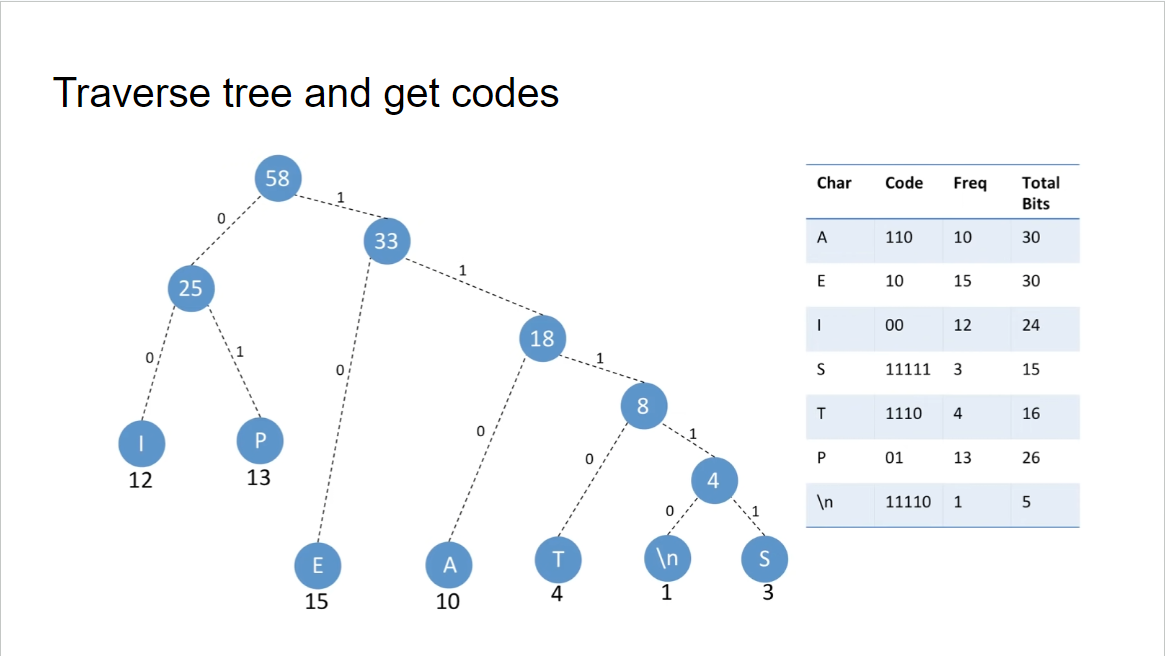 Traverse tree and get codes
58
0
1
33
25
1
0
1
0
18
1
8
0
1
0
4
0
0
1
I
12
P
13
E
15
A
10
T
4
\n
1
S
3
Char Code Freq Total Bits
A 110 10 30
E 10 15 30
I 00 12 24
S 11111 3 15
T 1110 4 16
P 01 13 26
\n 11110 1 5